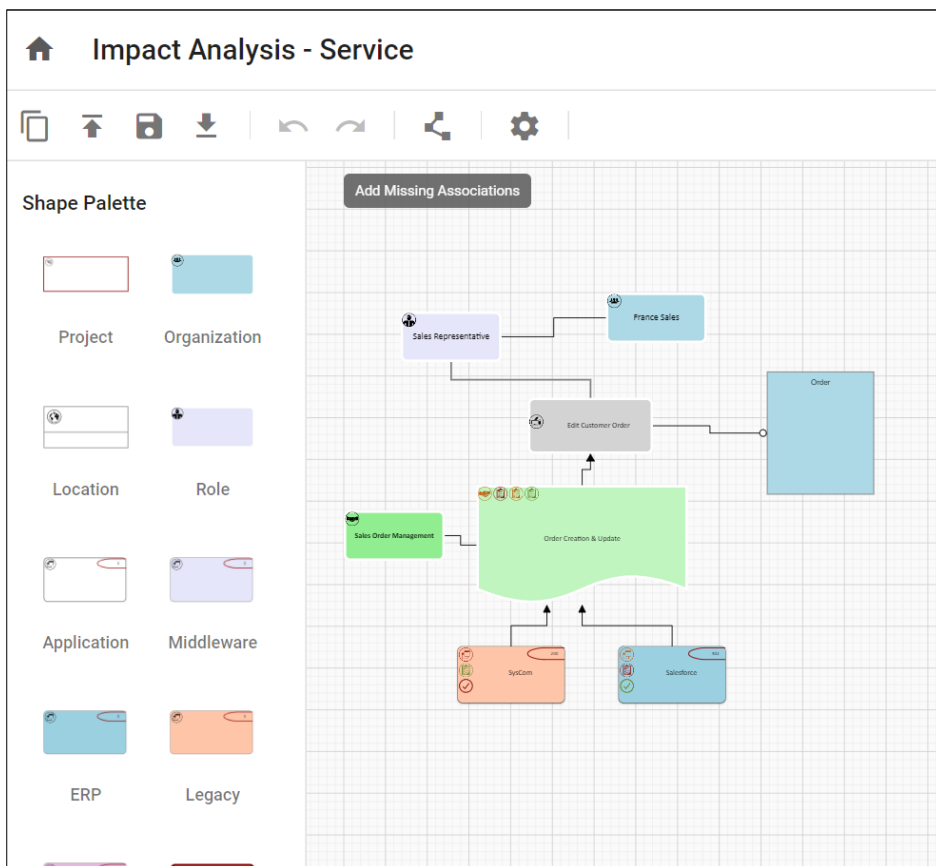 Impact Analysis - Service
Shape Palette
Add Missing Associations
Project
Organization
Location
Role
Application
Middleware
ERP
Legacy
France Sales
Sales Representative
Order
Edit Customer Order
Sales Order Management
Order Creation & Update
SysCom
Salesforce